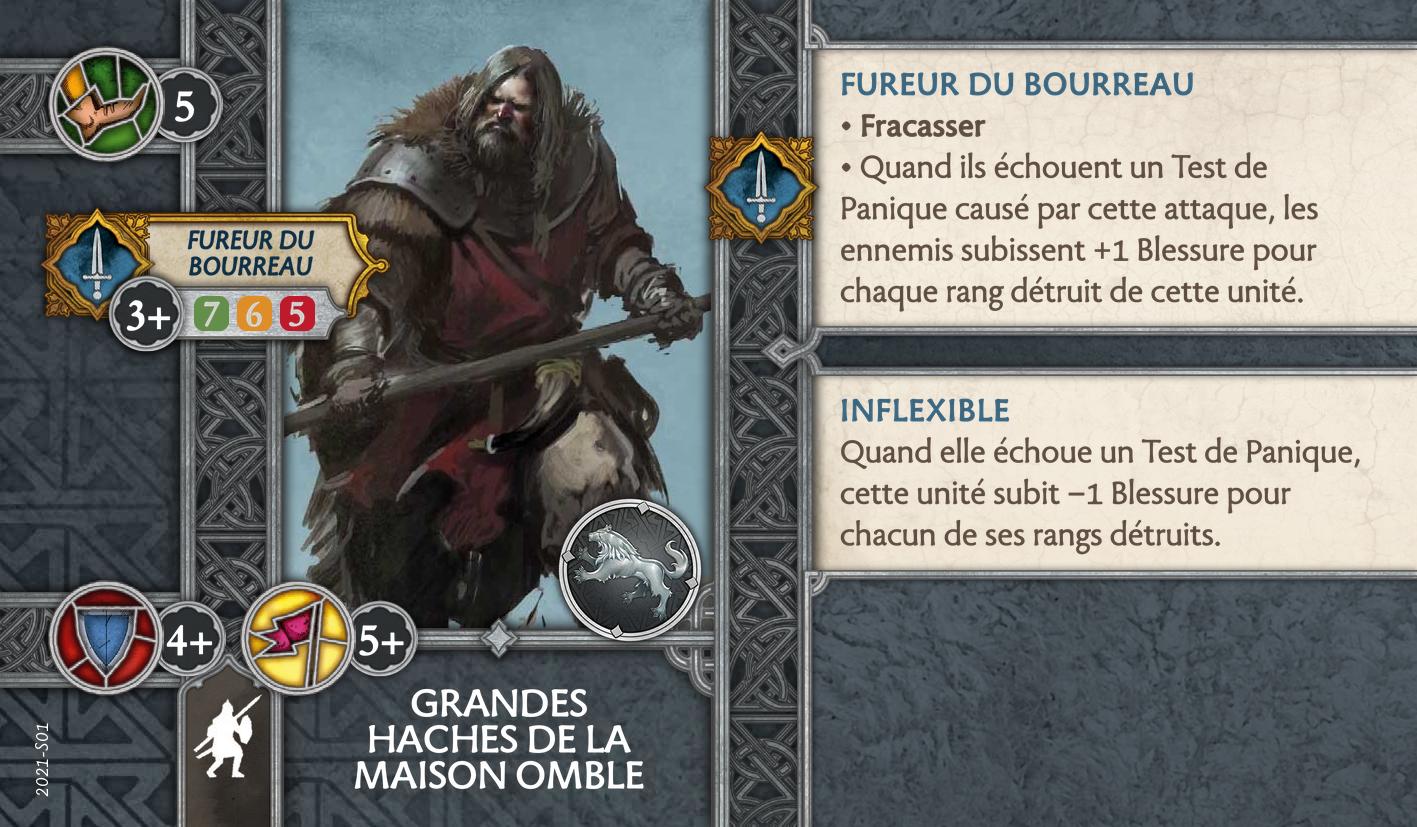 5
FUREUR DU
BOURREAU
3+ 7 6 5
4+ 5+
GRANDES
HACHES DE LA
MAISON OMBLE
2021-S01
FUREUR DU BOURREAU
• Fracasser
• Quand ils échouent un Test de
Panique causé par cette attaque, les
ennemis subissent +1 Blessure pour
chaque rang détruit de cette unité.
INFLEXIBLE
Quand elle échoue un Test de Panique,
cette unité subit −1 Blessure pour
chacun de ses rangs détruits.